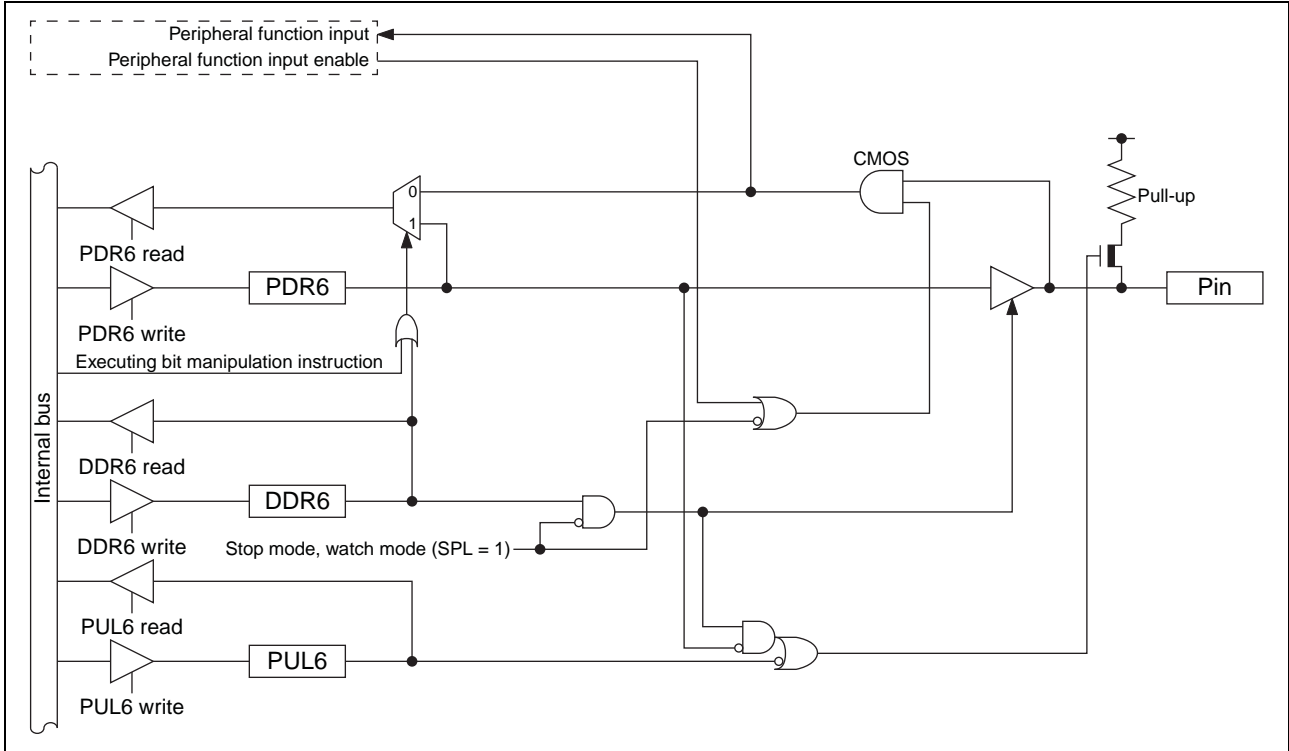 Peripheral function input
Peripheral function input enable
CMOS
0
Pull-up
1
PDR6 read
PDR6
Pin
PDR6 write
Executing bit manipulation instruction
Internal bus
DDR6 read
DDR6
DDR6 write
Stop mode, watch mode (SPL = 1)
PUL6 read
PUL6
PUL6 write